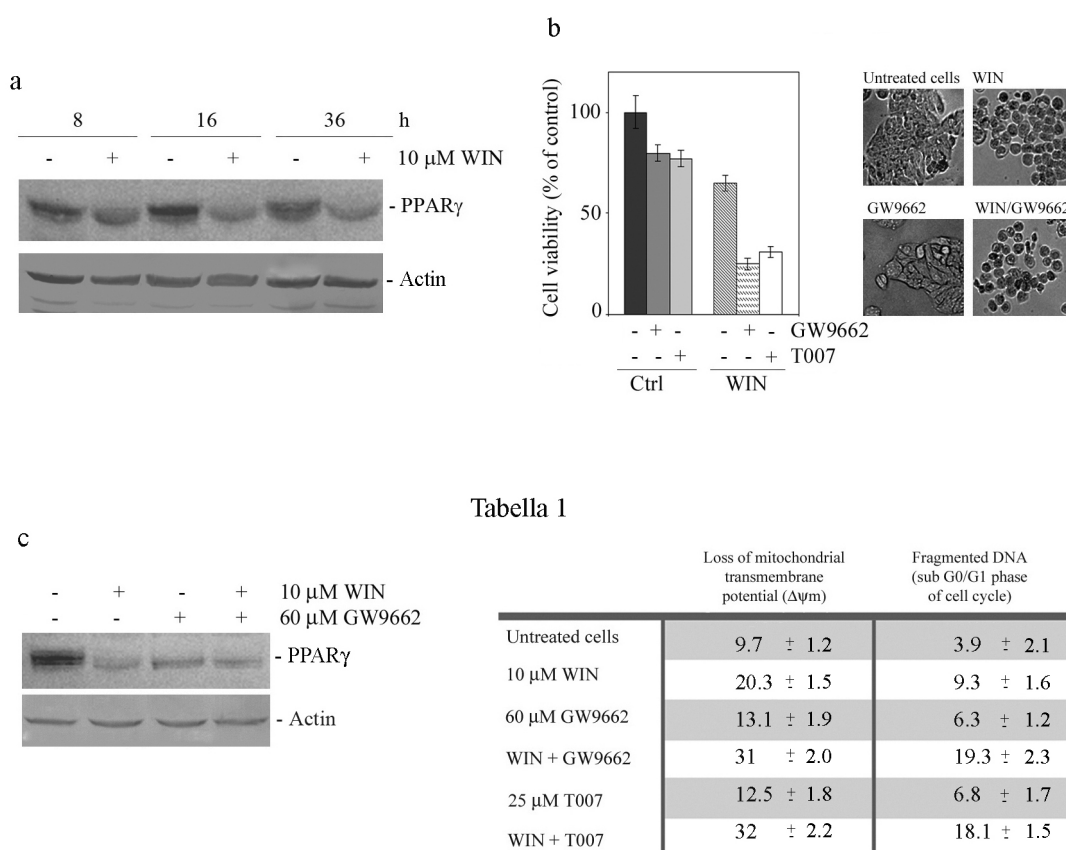 a
8 16 36 h
- + - + - + 10 µM WIN
- PPARγ
- Actin
b
Cell viability (% of control)
100
50
0
- + - - + - GW9662
- - + - - + T007
Ctrl WIN
Untreated cells WIN
GW9662 WIN/GW9662
c
- + - + 10 µM WIN
- - + + 60 µM GW9662
- PPARγ
- Actin
Tabella 1
Loss of mitochondrial
transmembrane
potential (Δψm)
Fragmented DNA
(sub G0/G1 phase
of cell cycle)
Untreated cells 9.7 ± 1.2 3.9 ± 2.1
10 µM WIN 20.3 ± 1.5 9.3 ± 1.6
60 µM GW9662 13.1 ± 1.9 6.3 ± 1.2
WIN + GW9662 31 ± 2.0 19.3 ± 2.3
25 µM T007 12.5 ± 1.8 6.8 ± 1.7
WIN + T007 32 ± 2.2 18.1 ± 1.5